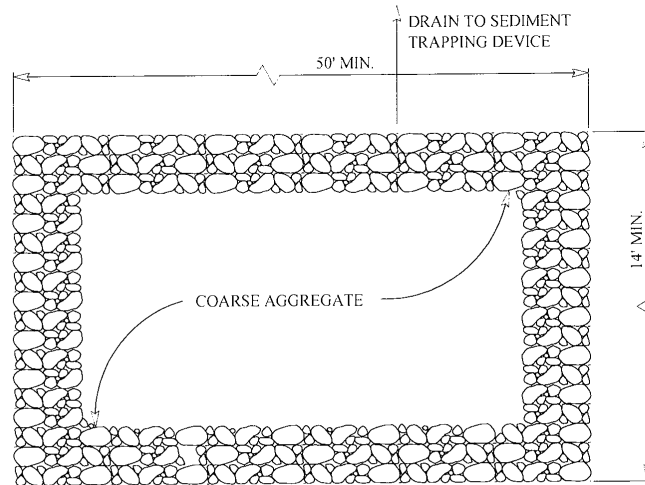 DRAIN TO SEDIMENT
TRAPPING DEVICE
50' MIN.
14' MIN.
COARSE AGGREGATE